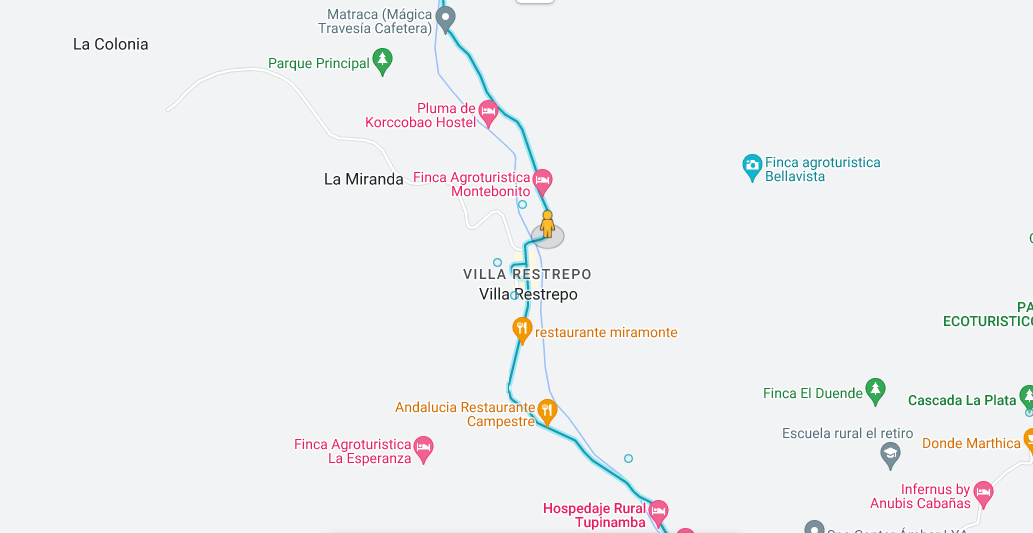 Matraca (Mágica
Travesía Cafetera)
La Colonia
Parque Principal
Pluma de
Korccobao Hostel
Finca agroturistica
Bellavista
La Miranda
Finca Agroturistica
Montebonito
VILLA RESTREPO
Villa Restrepo
PA
ECOTURISTICO
restaurante miramonte
Finca El Duende
Cascada La Plata
Andalucia Restaurante
Campestre
Escuela rural el retiro
Donde Marthica
Finca Agroturistica
La Esperanza
Infernus by
Anubis Cabañas
Hospedaje Rural
Tupinamba